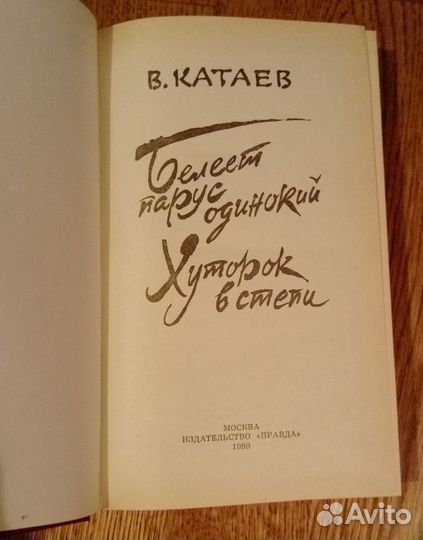 В. КАТАЕВ
Белеет
парус
одинокий
Хуторок
в степи
МОСКВА
ИЗДАТЕЛЬСТВО «ПРАВДА»
1989
Avito